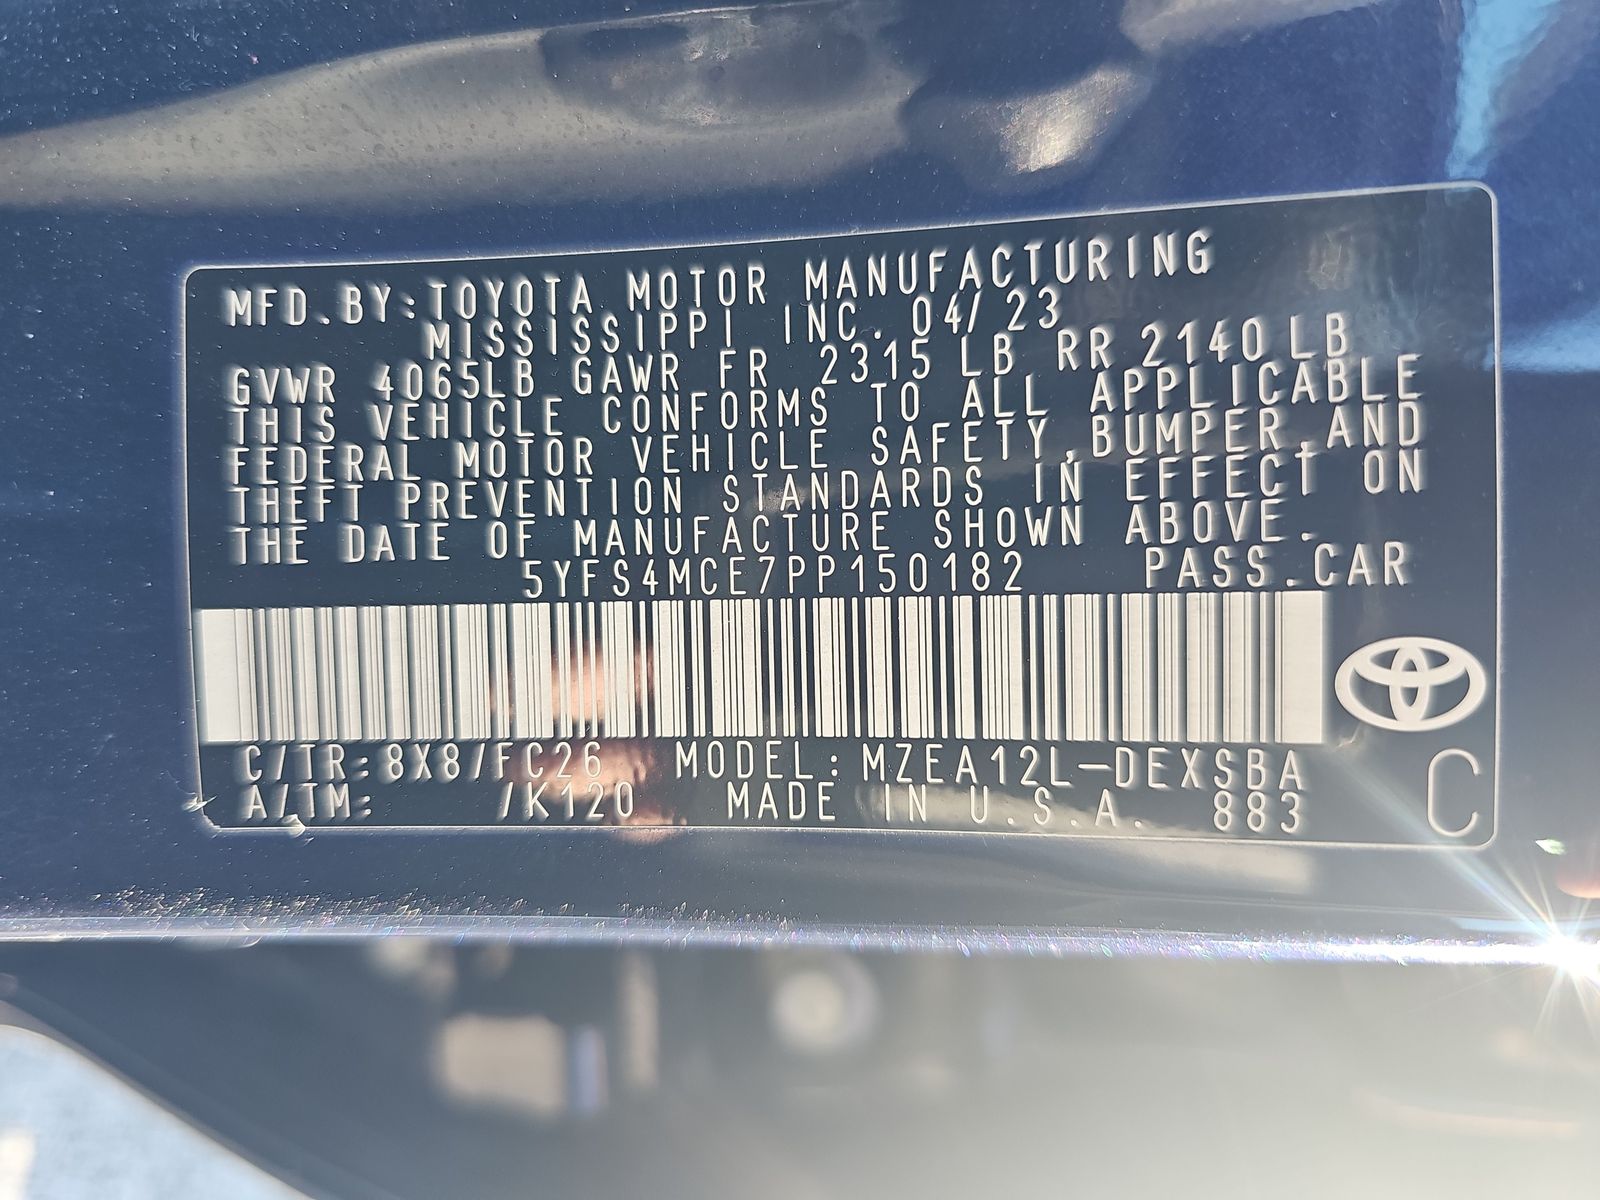 MFD.BY:TOYOTA MOTOR MANUFACTURING
MISSISSIPPI INC. 04/23
GVWR 4065LB GAWR FR 2315 LB RR 2140 LB
THIS VEHICLE CONFORMS TO ALL APPLICABLE
FEDERAL MOTOR VEHICLE SAFETY,BUMPER,AND
THEFT PREVENTION STANDARDS IN EFFECT ON
THE DATE OF MANUFACTURE SHOWN ABOVE.
5YFS4MCE7PP150182 PASS.CAR
C/TR:8X8/FC26 MODEL: MZEA12L-DEXSBA
A/TM: /K120 MADE IN U.S.A. 883
C